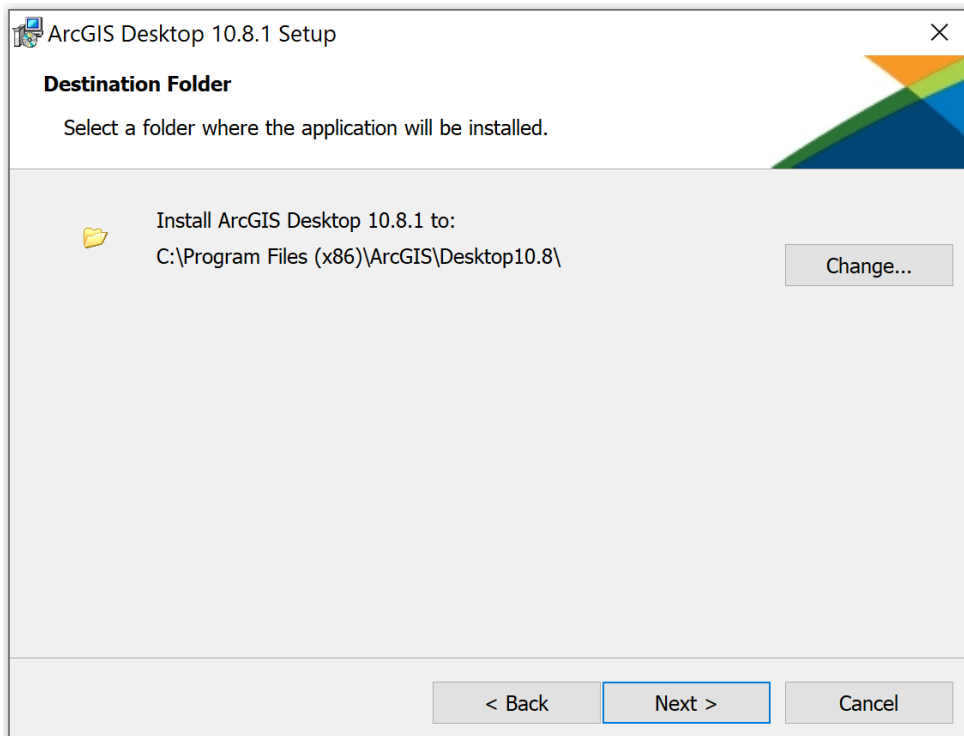 ArcGIS Desktop 10.8.1 Setup
Destination Folder
Select a folder where the application will be installed.
Install ArcGIS Desktop 10.8.1 to:
C:\Program Files (x86)\ArcGIS\Desktop10.8\
Change...
< Back
Next >
Cancel